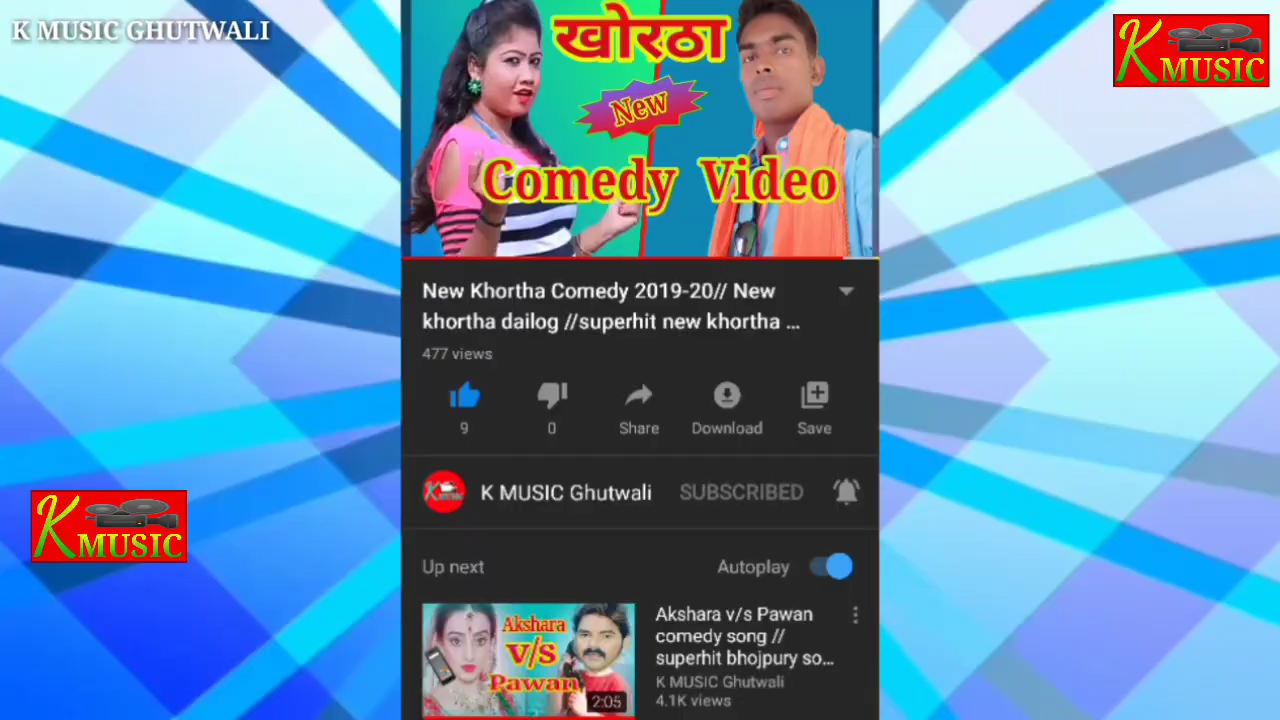 K MUSIC GHUTWALI
K MUSIC
खोरठा
New
Comedy Video
New Khortha Comedy 2019-20// New
khortha dailog //superhit new khortha ...
477 views
9
0
Share
Download
Save
K MUSIC
K MUSIC Ghutwali
SUBSCRIBED
K MUSIC
Up next
Autoplay
Akshara
v/s
Pawan
2:05
Akshara v/s Pawan
comedy song //
superhit bhojpury so...
K MUSIC Ghutwali
4.1K views